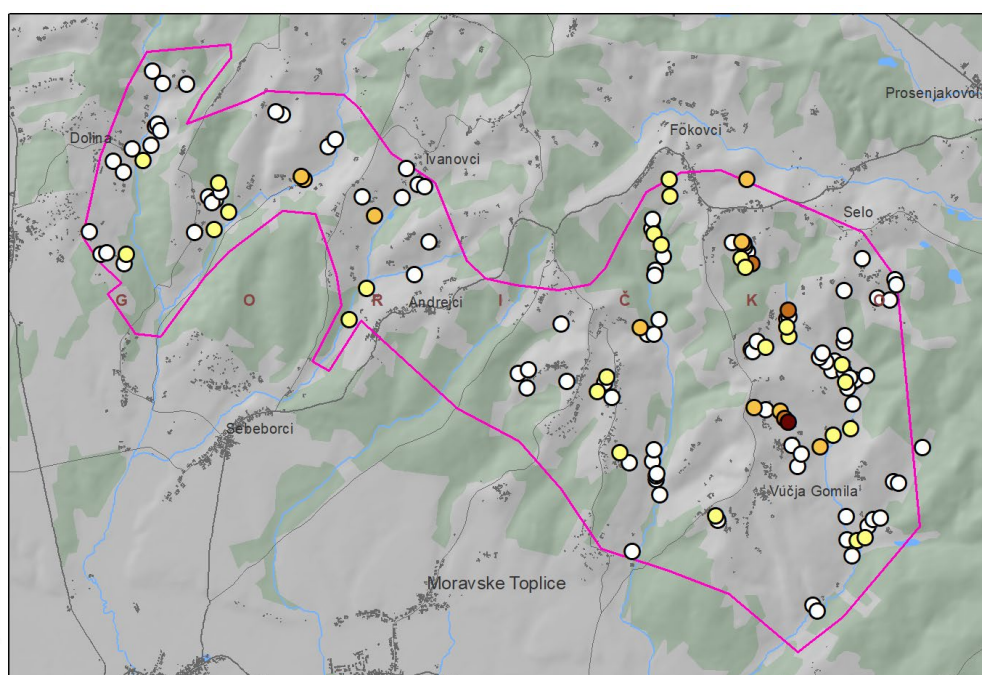 Prosenjakovci
Fokovci
Dolina
Ivanovci
Selo
G O R I Č K O
Andrejci
Sebeborci
Vučja Gomila
Moravske Toplice